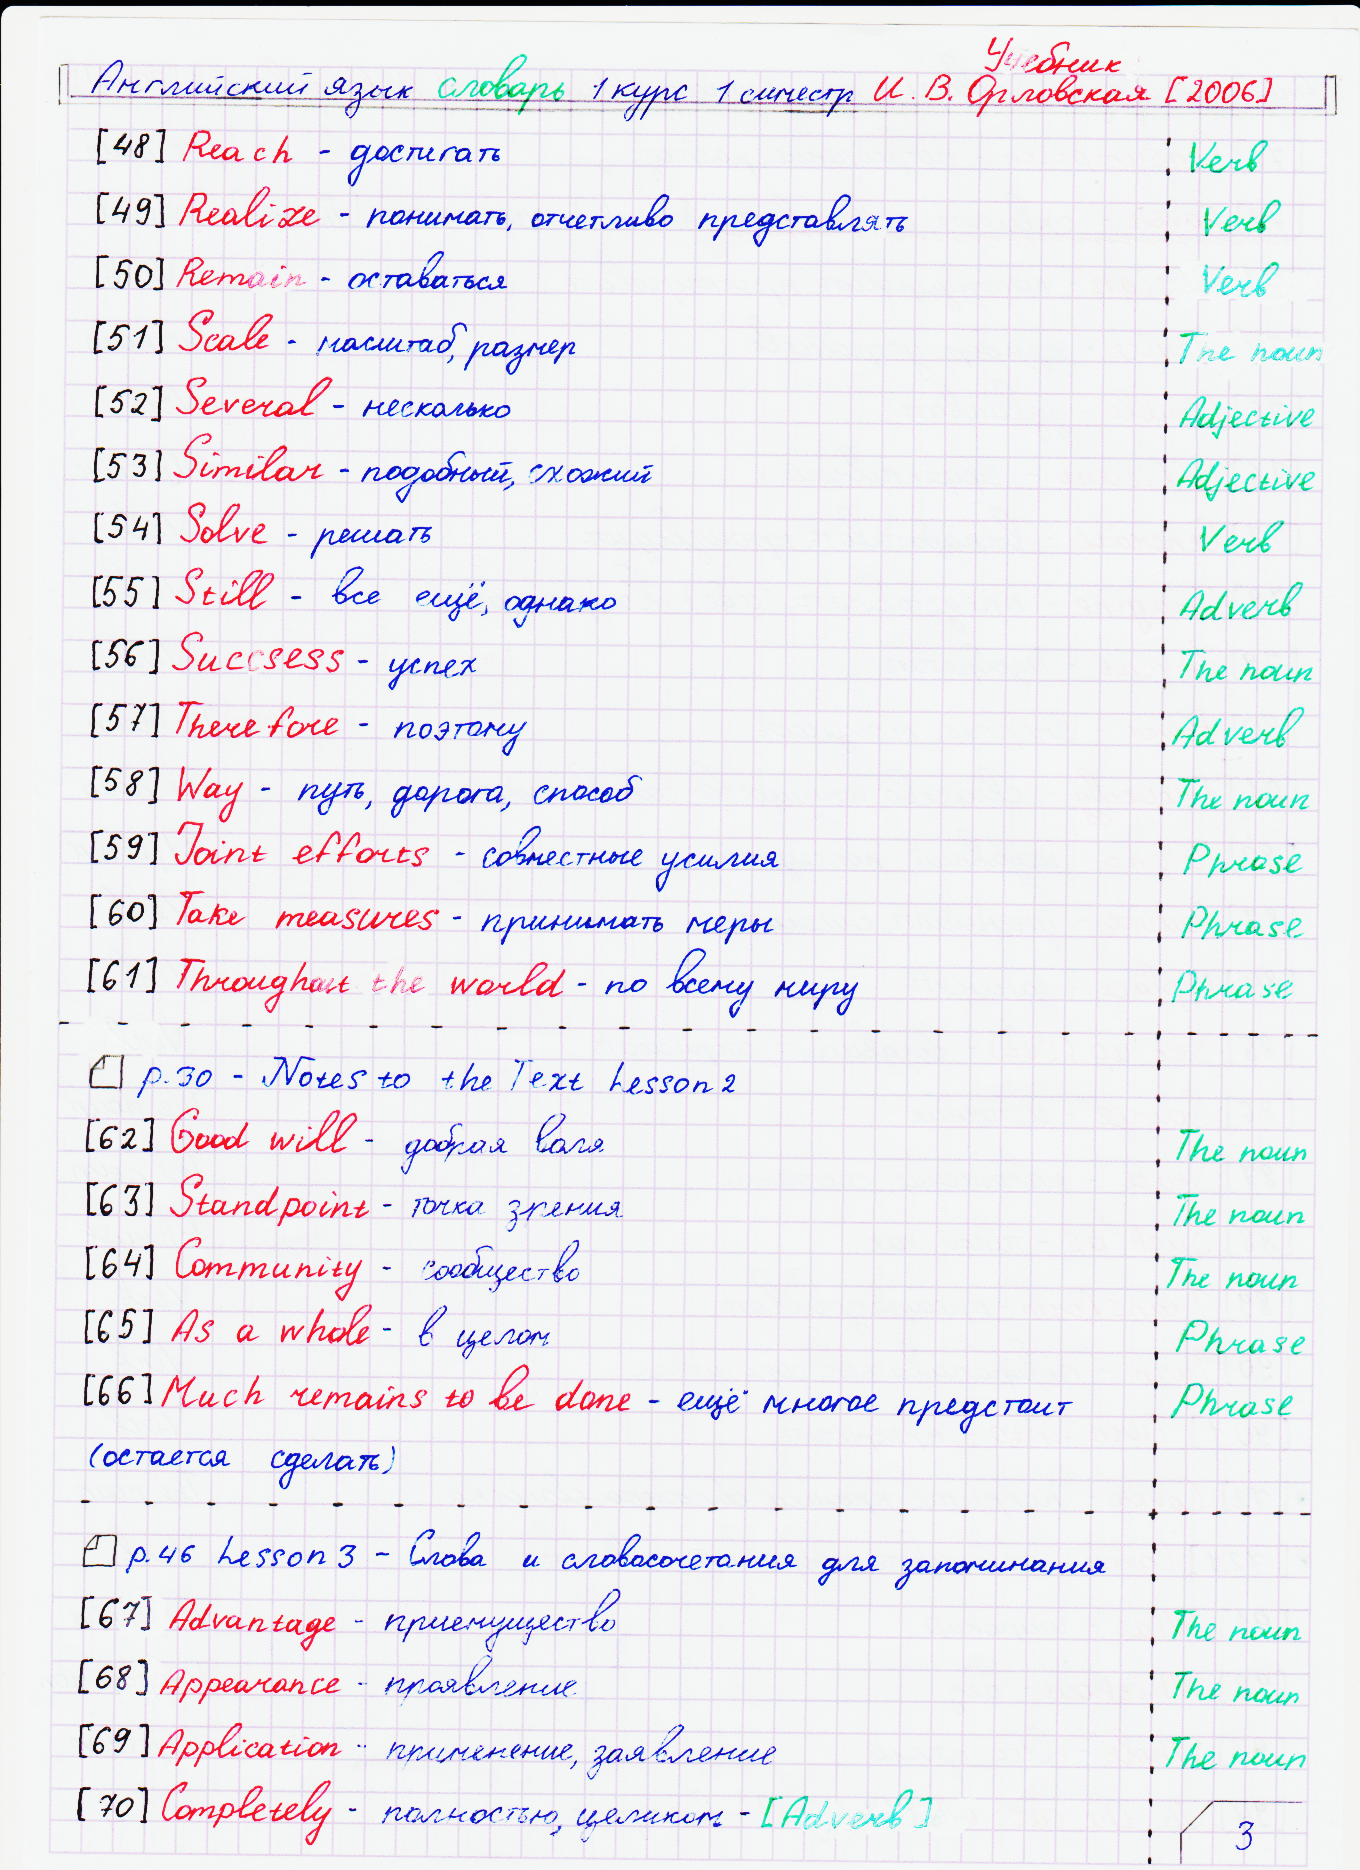 Учебник
Английский язык словарь 1 курс 1 симестр И. В. Орловская [2006]
[48] Reach - достигать Verb
[49] Realize - понимать, отчетливо представлять Verb
[50] Remain - оставаться Verb
[51] Scale - масштаб, размер The noun
[52] Several - несколько Adjective
[53] Similar - подобный, схожий Adjective
[54] Solve - решать Verb
[55] Still - все ещё, однако Adverb
[56] Succsess - успех The noun
[57] Therefore - поэтому Adverb
[58] Way - путь, дорога, способ The noun
[59] Joint efforts - совместные усилия Phrase
[60] Take measures - принимать меры Phrase
[61] Throughout the world - по всему миру Phrase
p.30 - Notes to the Text Lesson 2
[62] Good will - добрая воля The noun
[63] Standpoint - точка зрения The noun
[64] Community - сообщество The noun
[65] As a whole - в целом Phrase
[66] Much remains to be done - ещё многое предстоит Phrase
(остается сделать)
p.46 Lesson 3 - Слова и словосочетания для запоминания
[67] Advantage - приемущество The noun
[68] Appearance - проявление The noun
[69] Application - применение, заявление The noun
[70] Completely - полностью, целиком - [Adverb]
3